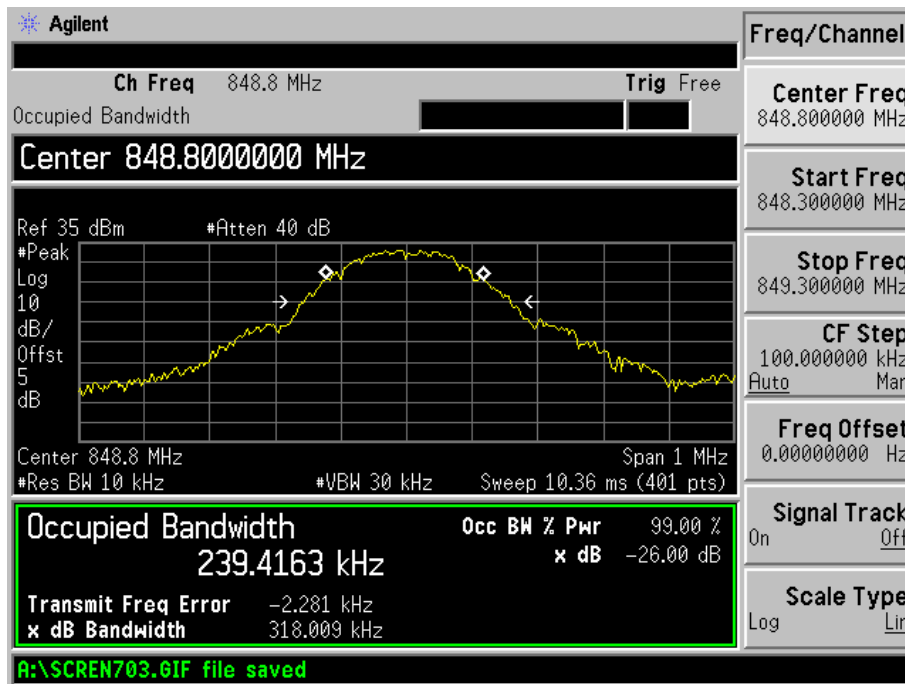 Agilent
Freq/Channel
Ch Freq 848.8 MHz Trig Free
Occupied Bandwidth
Center 848.8000000 MHz
Ref 35 dBm #Atten 40 dB
#Peak
Log
10
dB/
Offst
5
dB
Center 848.8 MHz Span 1 MHz
#Res BW 10 kHz #VBW 30 kHz Sweep 10.36 ms (401 pts)
Occupied Bandwidth
239.4163 kHz
Occ BW % Pwr 99.00 %
x dB -26.00 dB
Transmit Freq Error -2.281 kHz
x dB Bandwidth 318.009 kHz
A:\SCREN703.GIF file saved
Center Freq
848.800000 MHz
Start Freq
848.300000 MHz
Stop Freq
849.300000 MHz
CF Step
100.000000 kHz
Auto Man
Freq Offset
0.00000000 Hz
Signal Track
On Off
Scale Type
Log Lin